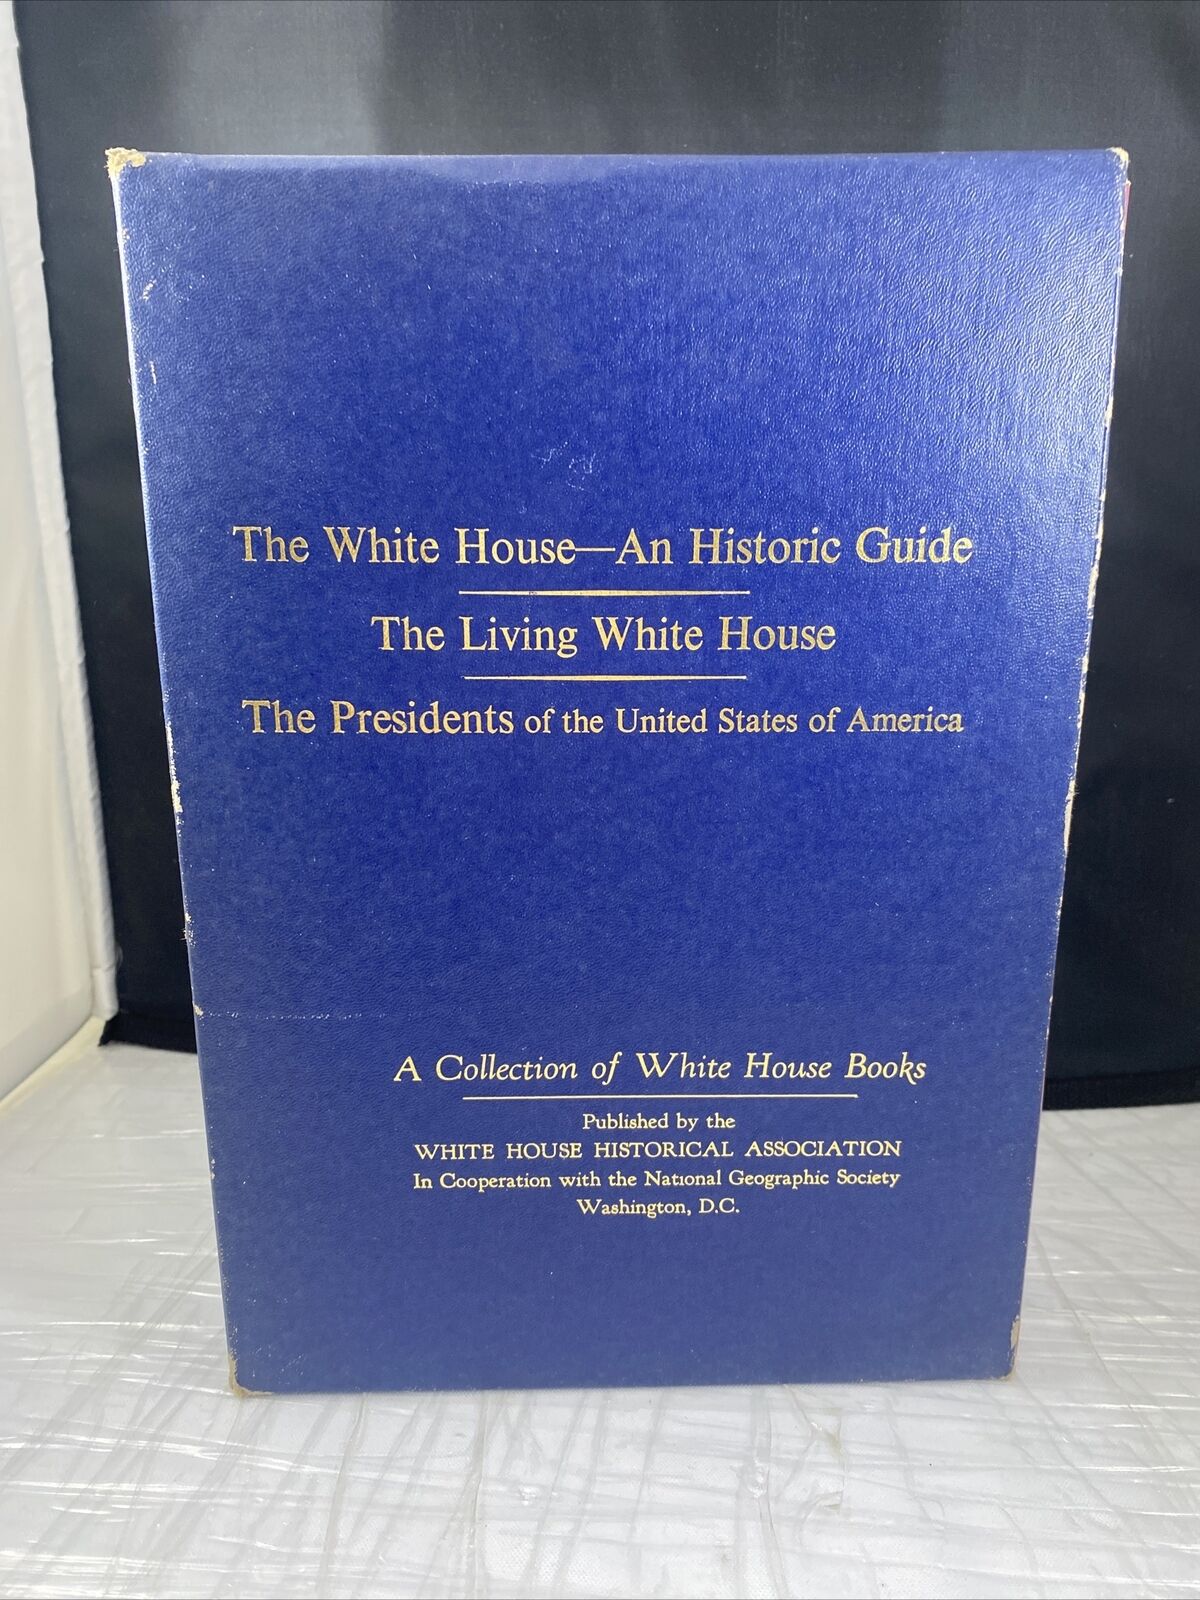 The White House—An Historic Guide
The Living White House
The Presidents of the United States of America
A Collection of White House Books
Published by the
WHITE HOUSE HISTORICAL ASSOCIATION
In Cooperation with the National Geographic Society
Washington, D.C.